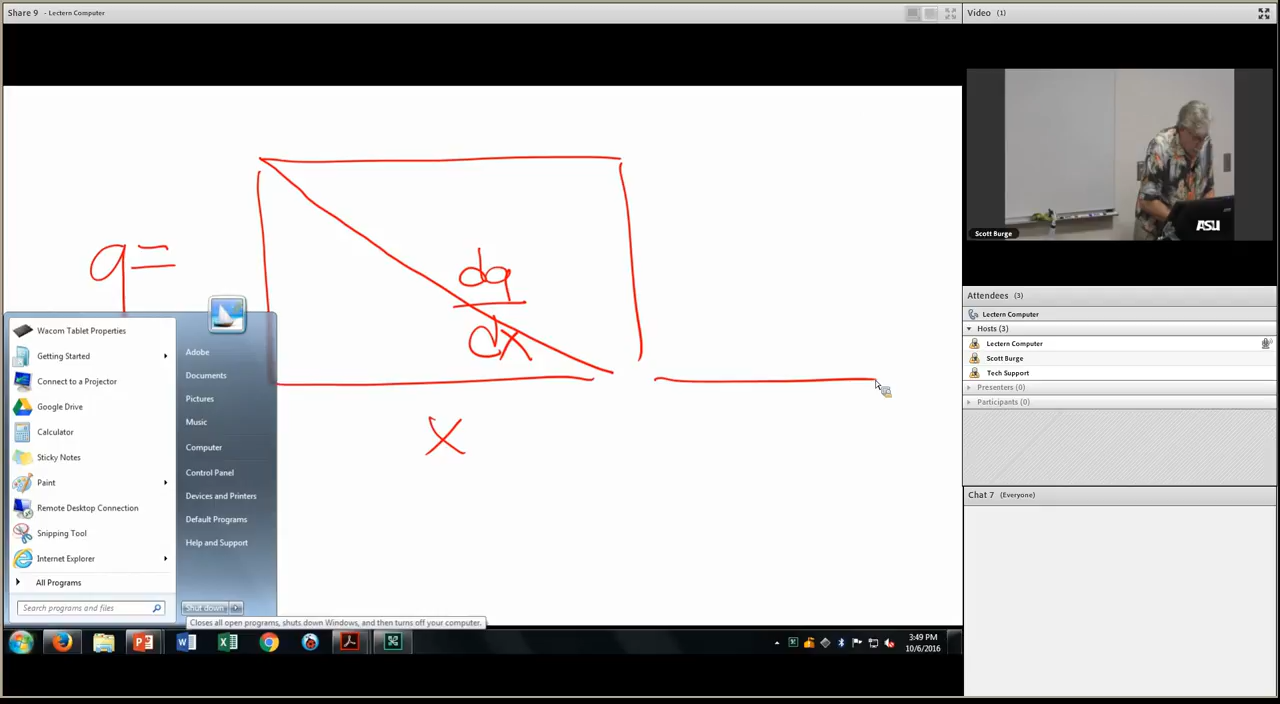 Share 9 - Lectern Computer
Video (1)
q=
dq
dx
x
ASU
Scott Burge
Attendees (3)
Lectern Computer
Hosts (3)
Lectern Computer
Scott Burge
Tech Support
Presenters (0)
Participants (0)
Chat 7 (Everyone)
Wacom Tablet Properties
Getting Started
Connect to a Projector
Google Drive
Calculator
Sticky Notes
Paint
Remote Desktop Connection
Snipping Tool
Internet Explorer
All Programs
Search programs and files
Adobe
Documents
Pictures
Music
Computer
Control Panel
Devices and Printers
Default Programs
Help and Support
Shut down
Closes all open programs, shuts down Windows, and then turns off your computer.
3:49 PM
10/6/2016